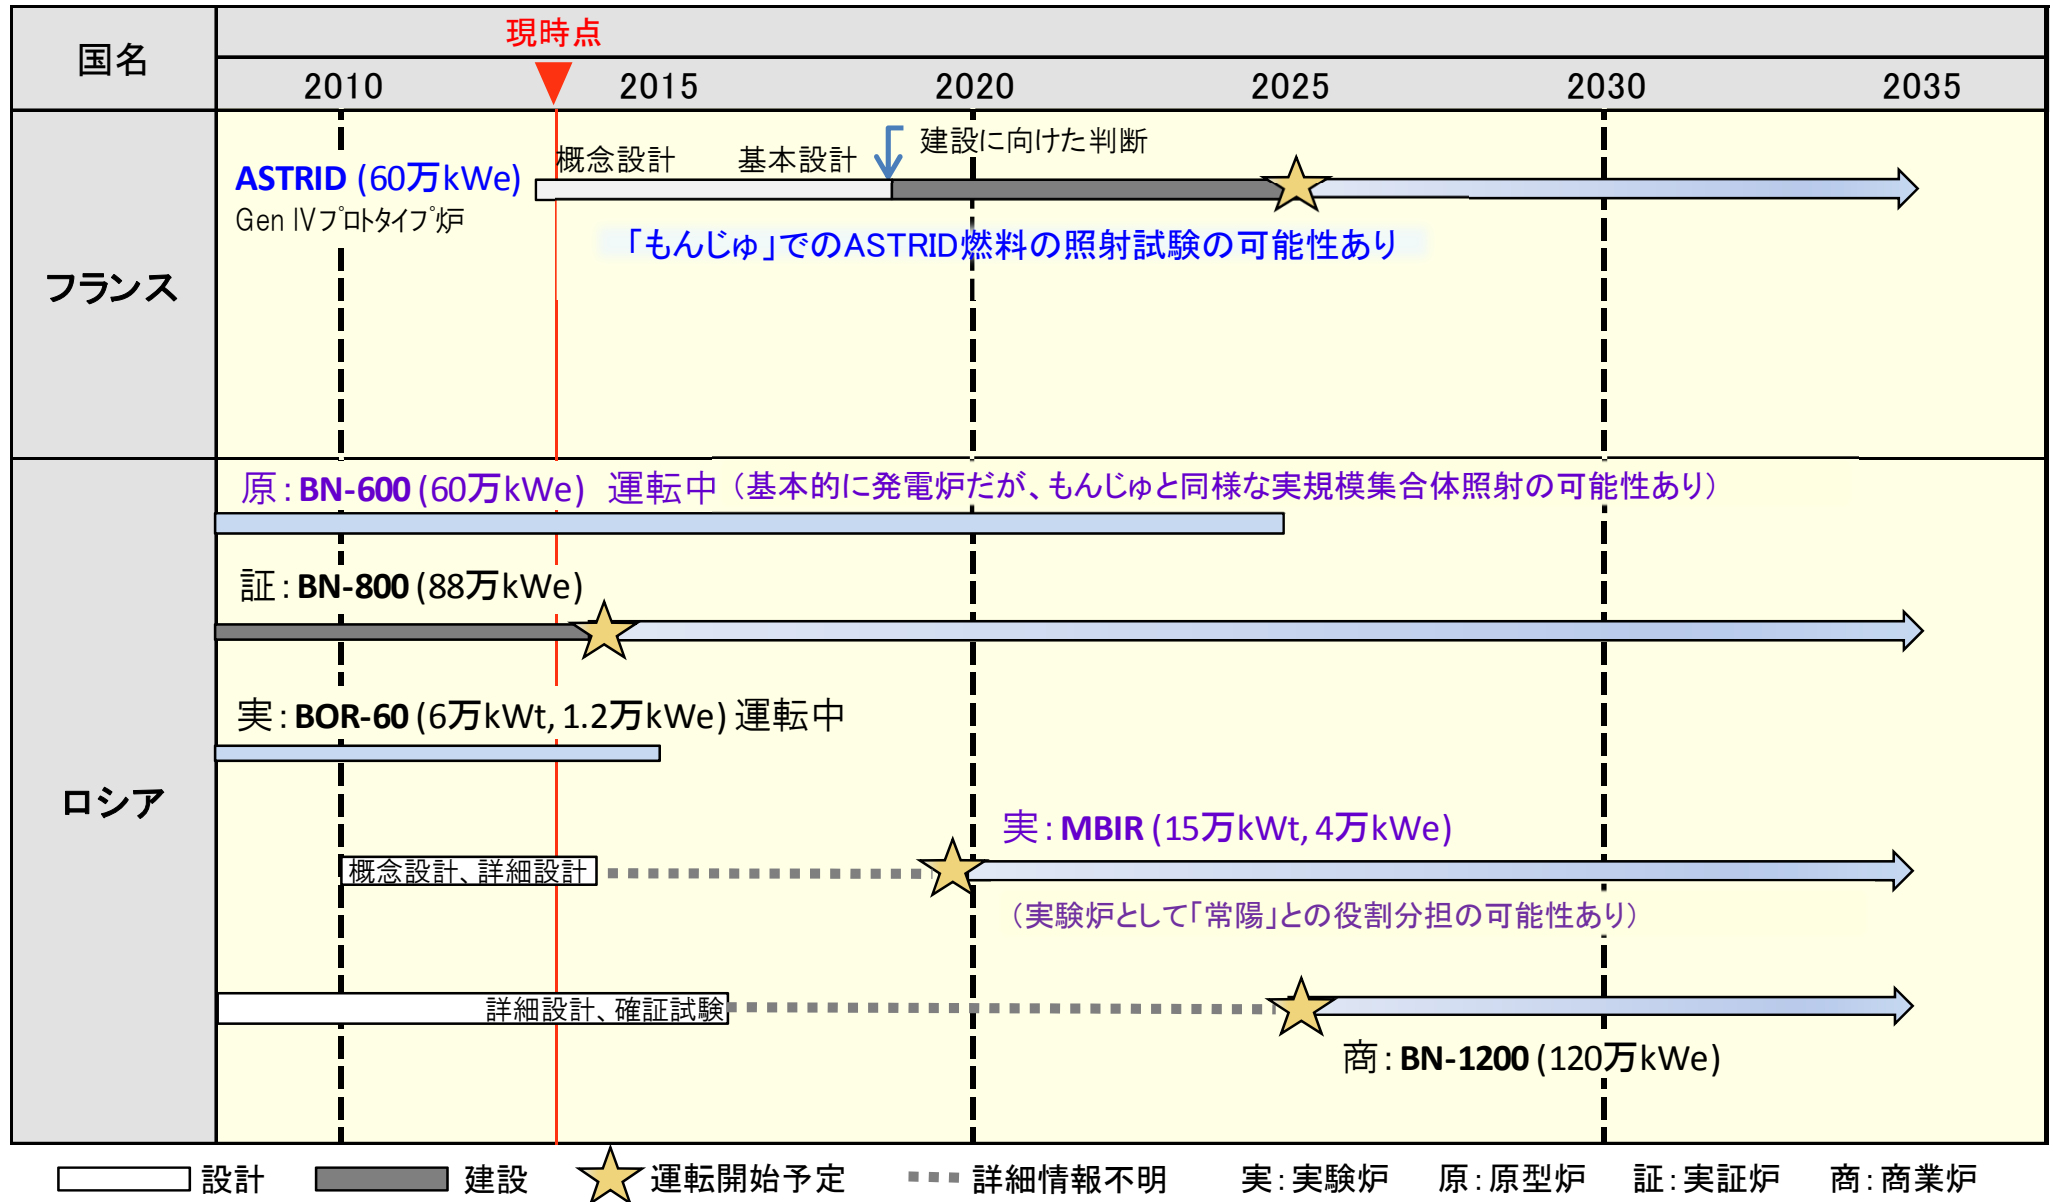 国名
現時点
2010 2015 2020 2025 2030 2035
フランス
概念設計 基本設計 建設に向けた判断
ASTRID (60万kWe)
Gen IVプロトタイプ炉
「もんじゅ」でのASTRID燃料の照射試験の可能性あり
ロシア
原:BN-600 (60万kWe) 運転中 (基本的に発電炉だが、もんじゅと同様な実規模集合体照射の可能性あり)
証:BN-800 (88万kWe)
実:BOR-60 (6万kWt, 1.2万kWe) 運転中
実:MBIR (15万kWt, 4万kWe)
概念設計、詳細設計
(実験炉として「常陽」との役割分担の可能性あり)
詳細設計、確証試験
商:BN-1200 (120万kWe)
設計 建設 運転開始予定 詳細情報不明 実:実験炉 原:原型炉 証:実証炉 商:商業炉